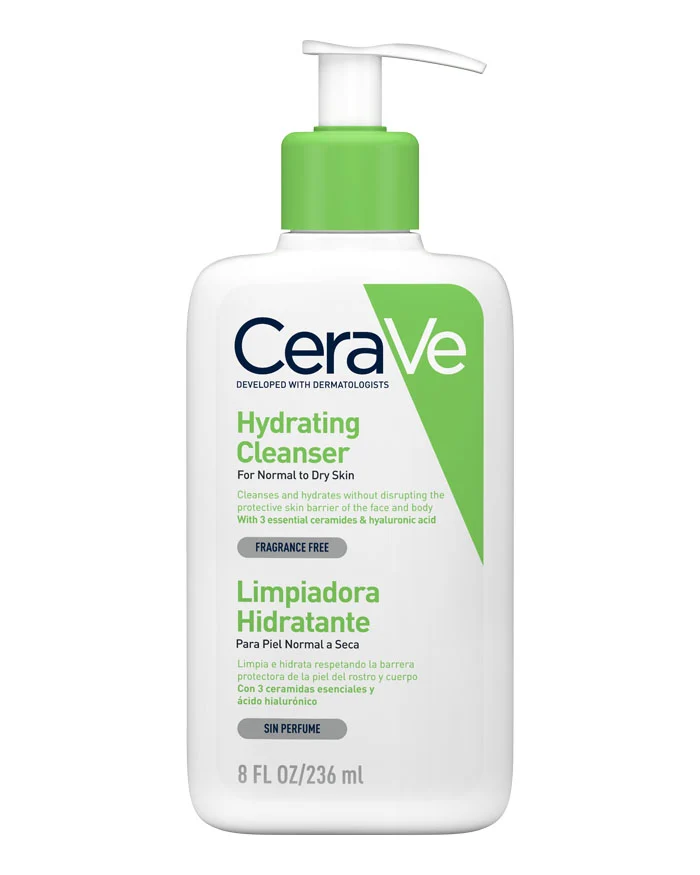 CeraVe
DEVELOPED WITH DERMATOLOGISTS
Hydrating
Cleanser
For Normal to Dry Skin
Cleanses and hydrates without disrupting the
protective skin barrier of the face and body
With 3 essential ceramides & hyaluronic acid
FRAGRANCE FREE
Limpiadora
Hidratante
Para Piel Normal a Seca
Limpia e hidrata respetando la barrera
protectora de la piel del rostro y cuerpo
Con 3 ceramidas esenciales y
ácido hialurónico
SIN PERFUME
8 FL OZ/236 ml